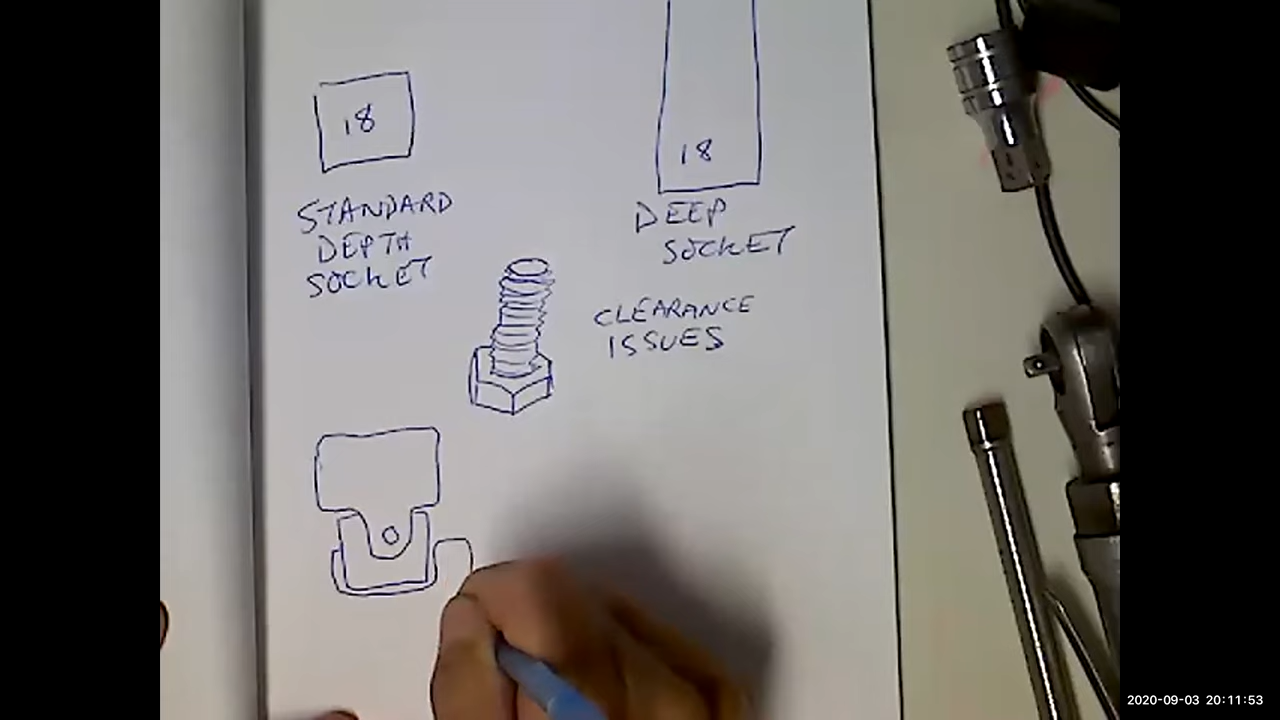 18
STANDARD
DEPTH
SOCKET
18
DEEP
SOCKET
CLEARANCE
ISSUES
2020-09-03 20:11:53